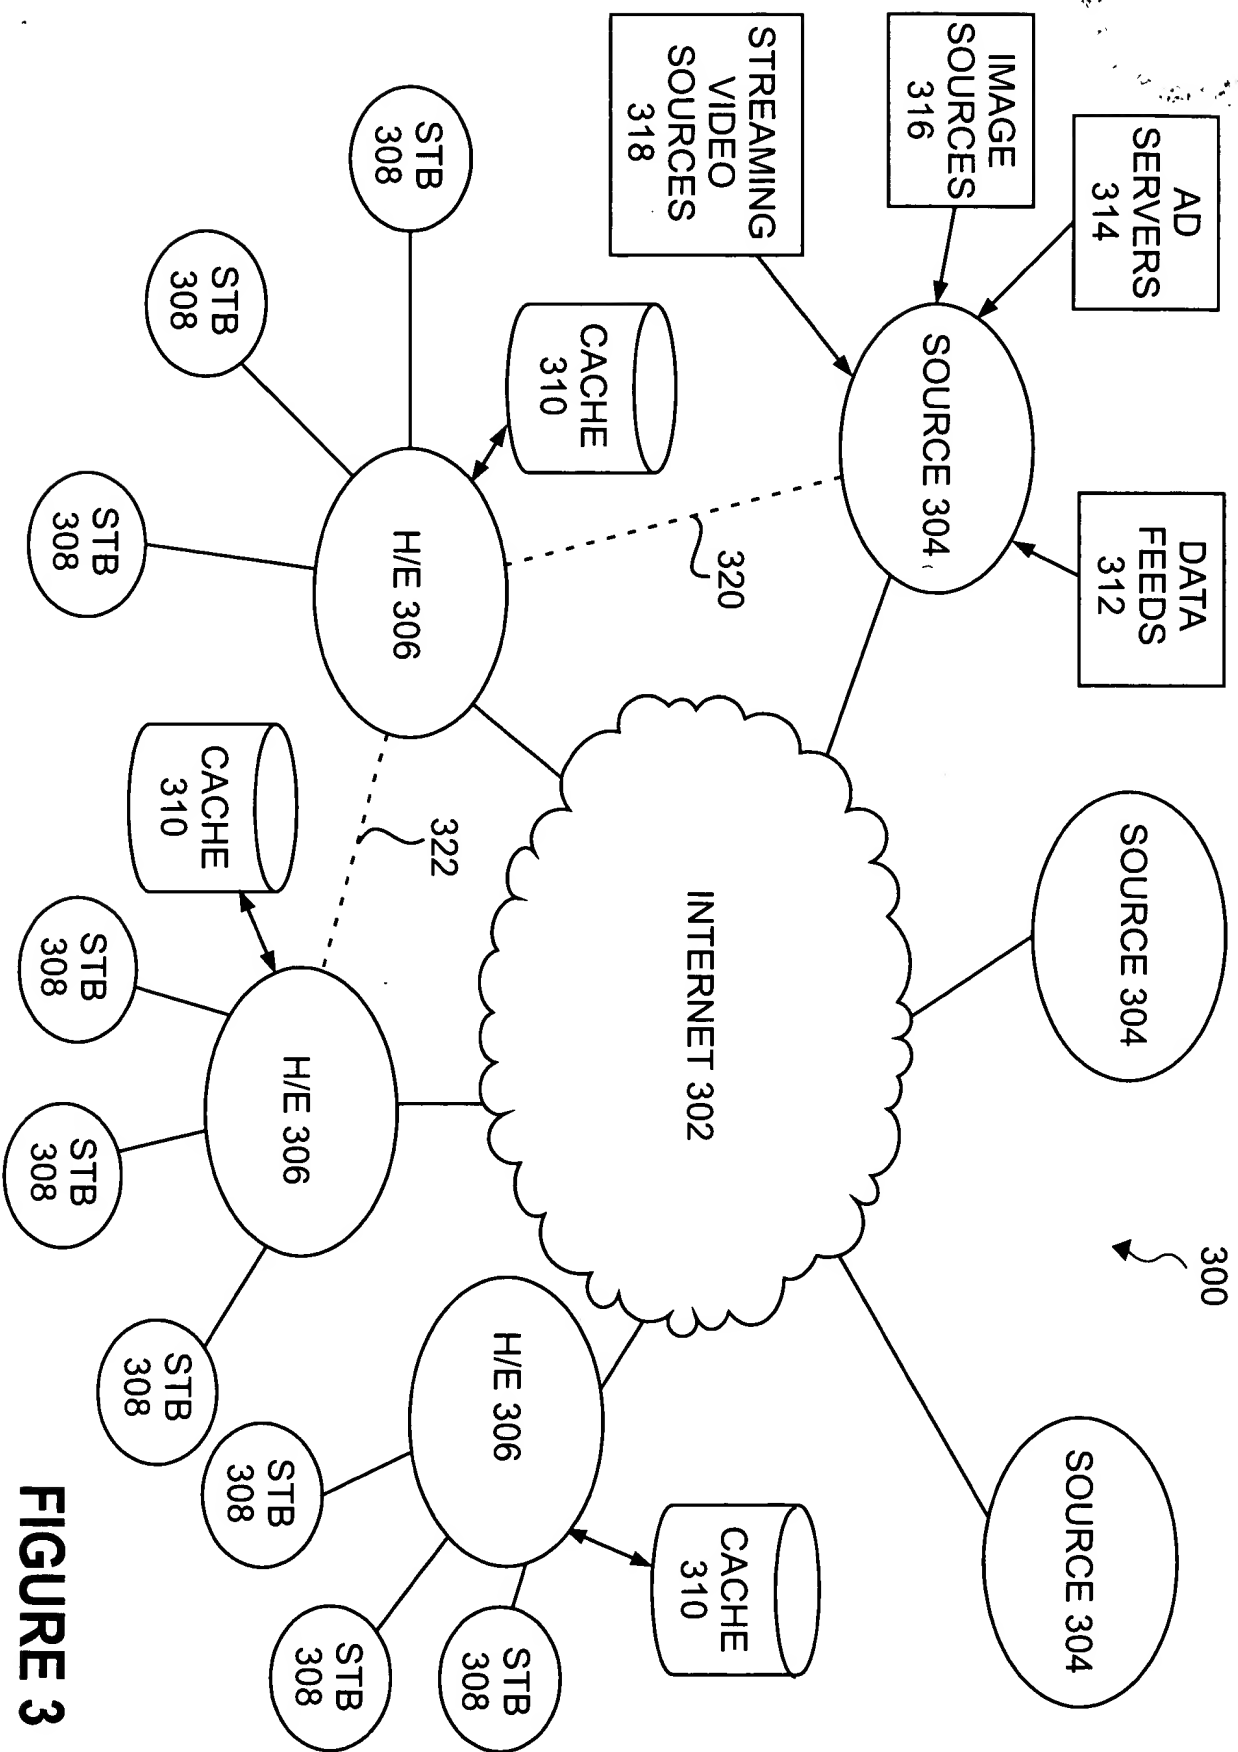 300
AD
SERVERS
314
DATA
FEEDS
312
IMAGE
SOURCES
316
STREAMING
VIDEO
SOURCES
318
SOURCE 304
SOURCE 304
SOURCE 304
320
INTERNET 302
CACHE
310
H/E 306
322
CACHE
310
H/E 306
H/E 306
CACHE
310
STB
308
STB
308
STB
308
STB
308
STB
308
STB
308
STB
308
STB
308
STB
308
FIGURE 3